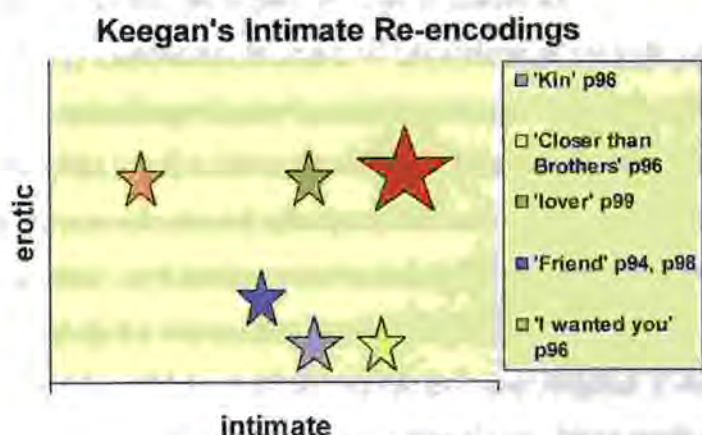 Keegan's Intimate Re-encodings
erotic
intimate
'Kin' p96
'Closer than
Brothers' p96
'lover' p99
'Friend' p94, p98
'I wanted you'
p96